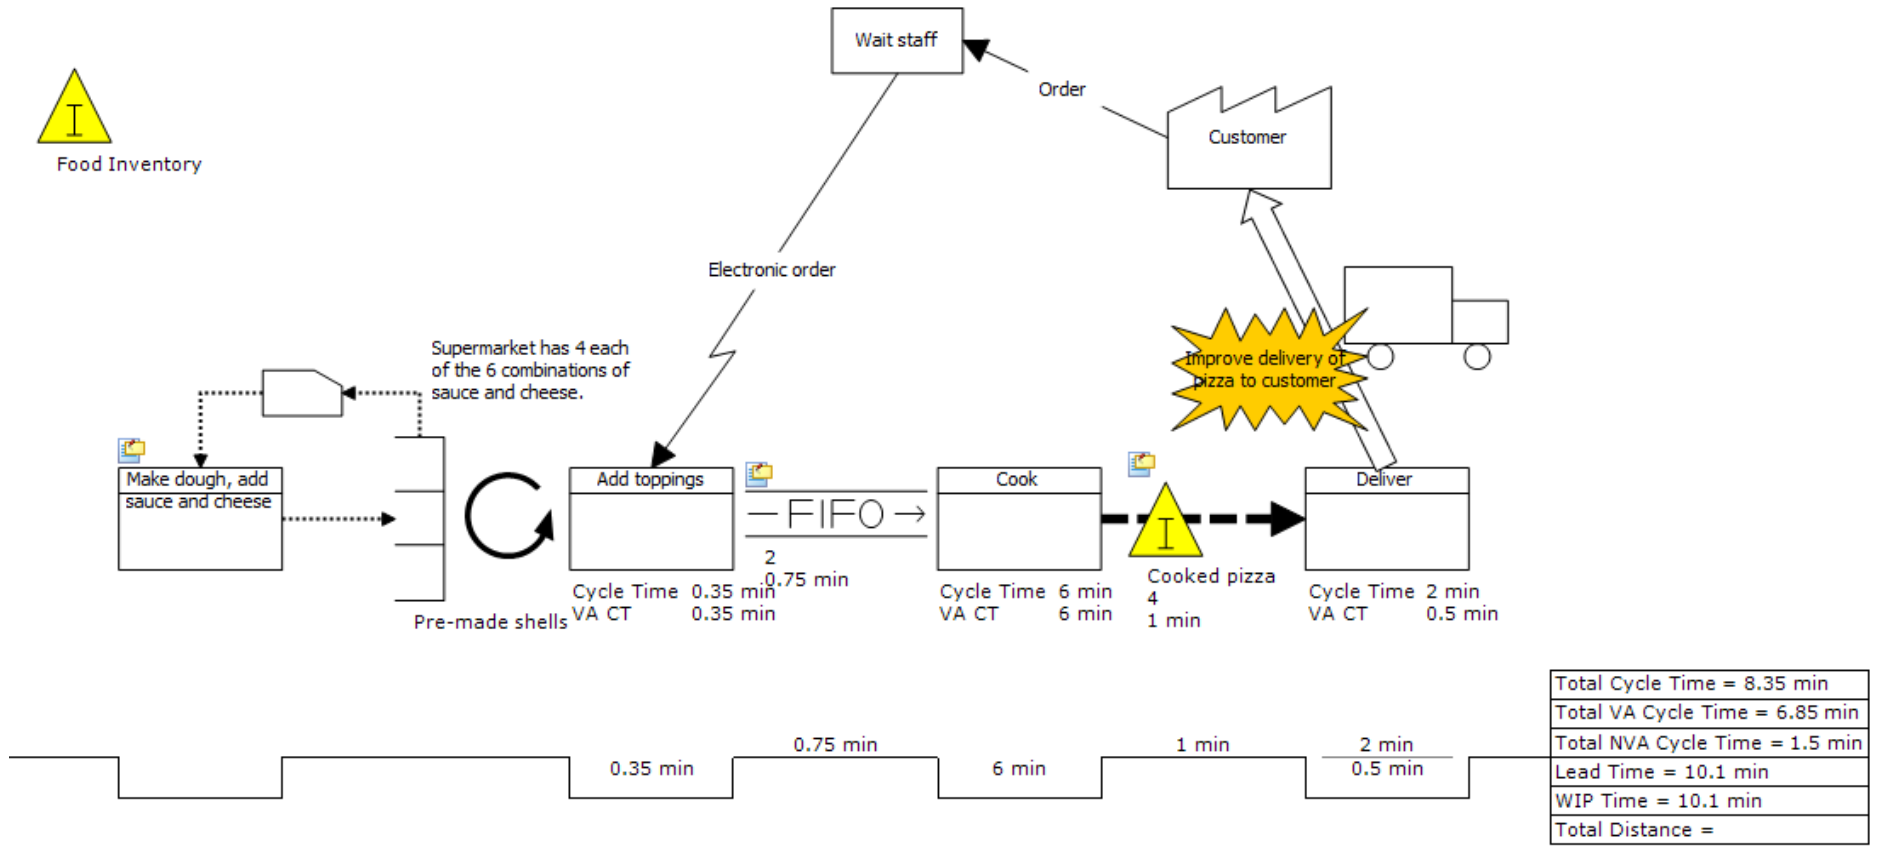 Wait staff
Order
Customer
I
Food Inventory
Electronic order
Supermarket has 4 each
of the 6 combinations of
sauce and cheese.
Improve delivery of
pizza to customer
Make dough, add
sauce and cheese
Pre-made shells
Add toppings
Cycle Time 0.35 min
VA CT 0.35 min
FIFO
2
0.75 min
Cook
Cycle Time 6 min
VA CT 6 min
I
Cooked pizza
4
1 min
Deliver
Cycle Time 2 min
VA CT 0.5 min
0.35 min
0.75 min
6 min
1 min
2 min
0.5 min
Total Cycle Time = 8.35 min
Total VA Cycle Time = 6.85 min
Total NVA Cycle Time = 1.5 min
Lead Time = 10.1 min
WIP Time = 10.1 min
Total Distance =